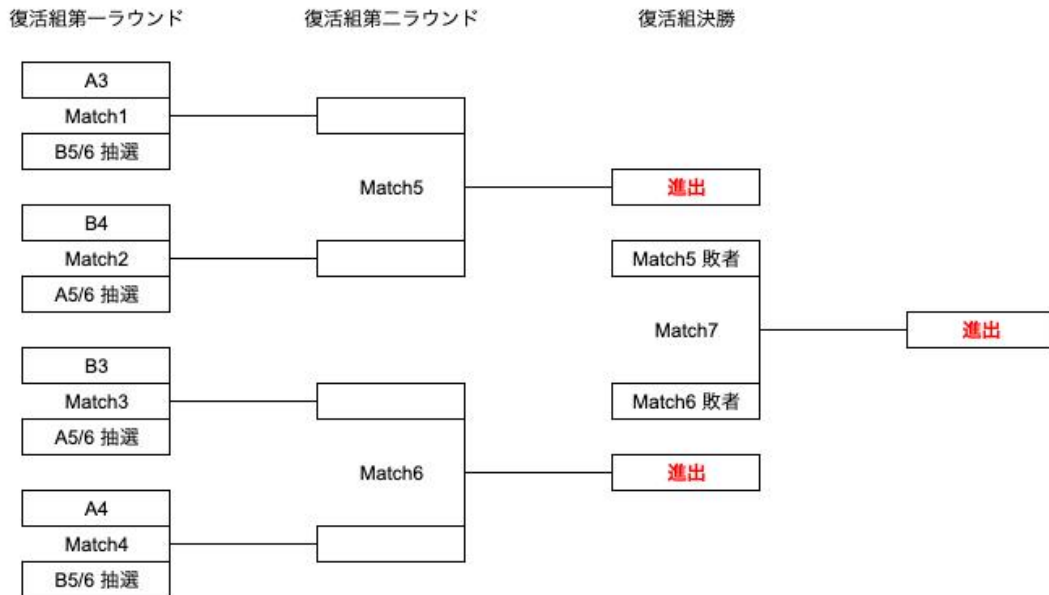 復活組第一ラウンド
復活組第二ラウンド
復活組決勝
A3
Match1
B5/6 抽選
B4
Match2
A5/6 抽選
B3
Match3
A5/6 抽選
A4
Match4
B5/6 抽選
Match5
Match6
進出
Match5 敗者
Match7
Match6 敗者
進出
進出